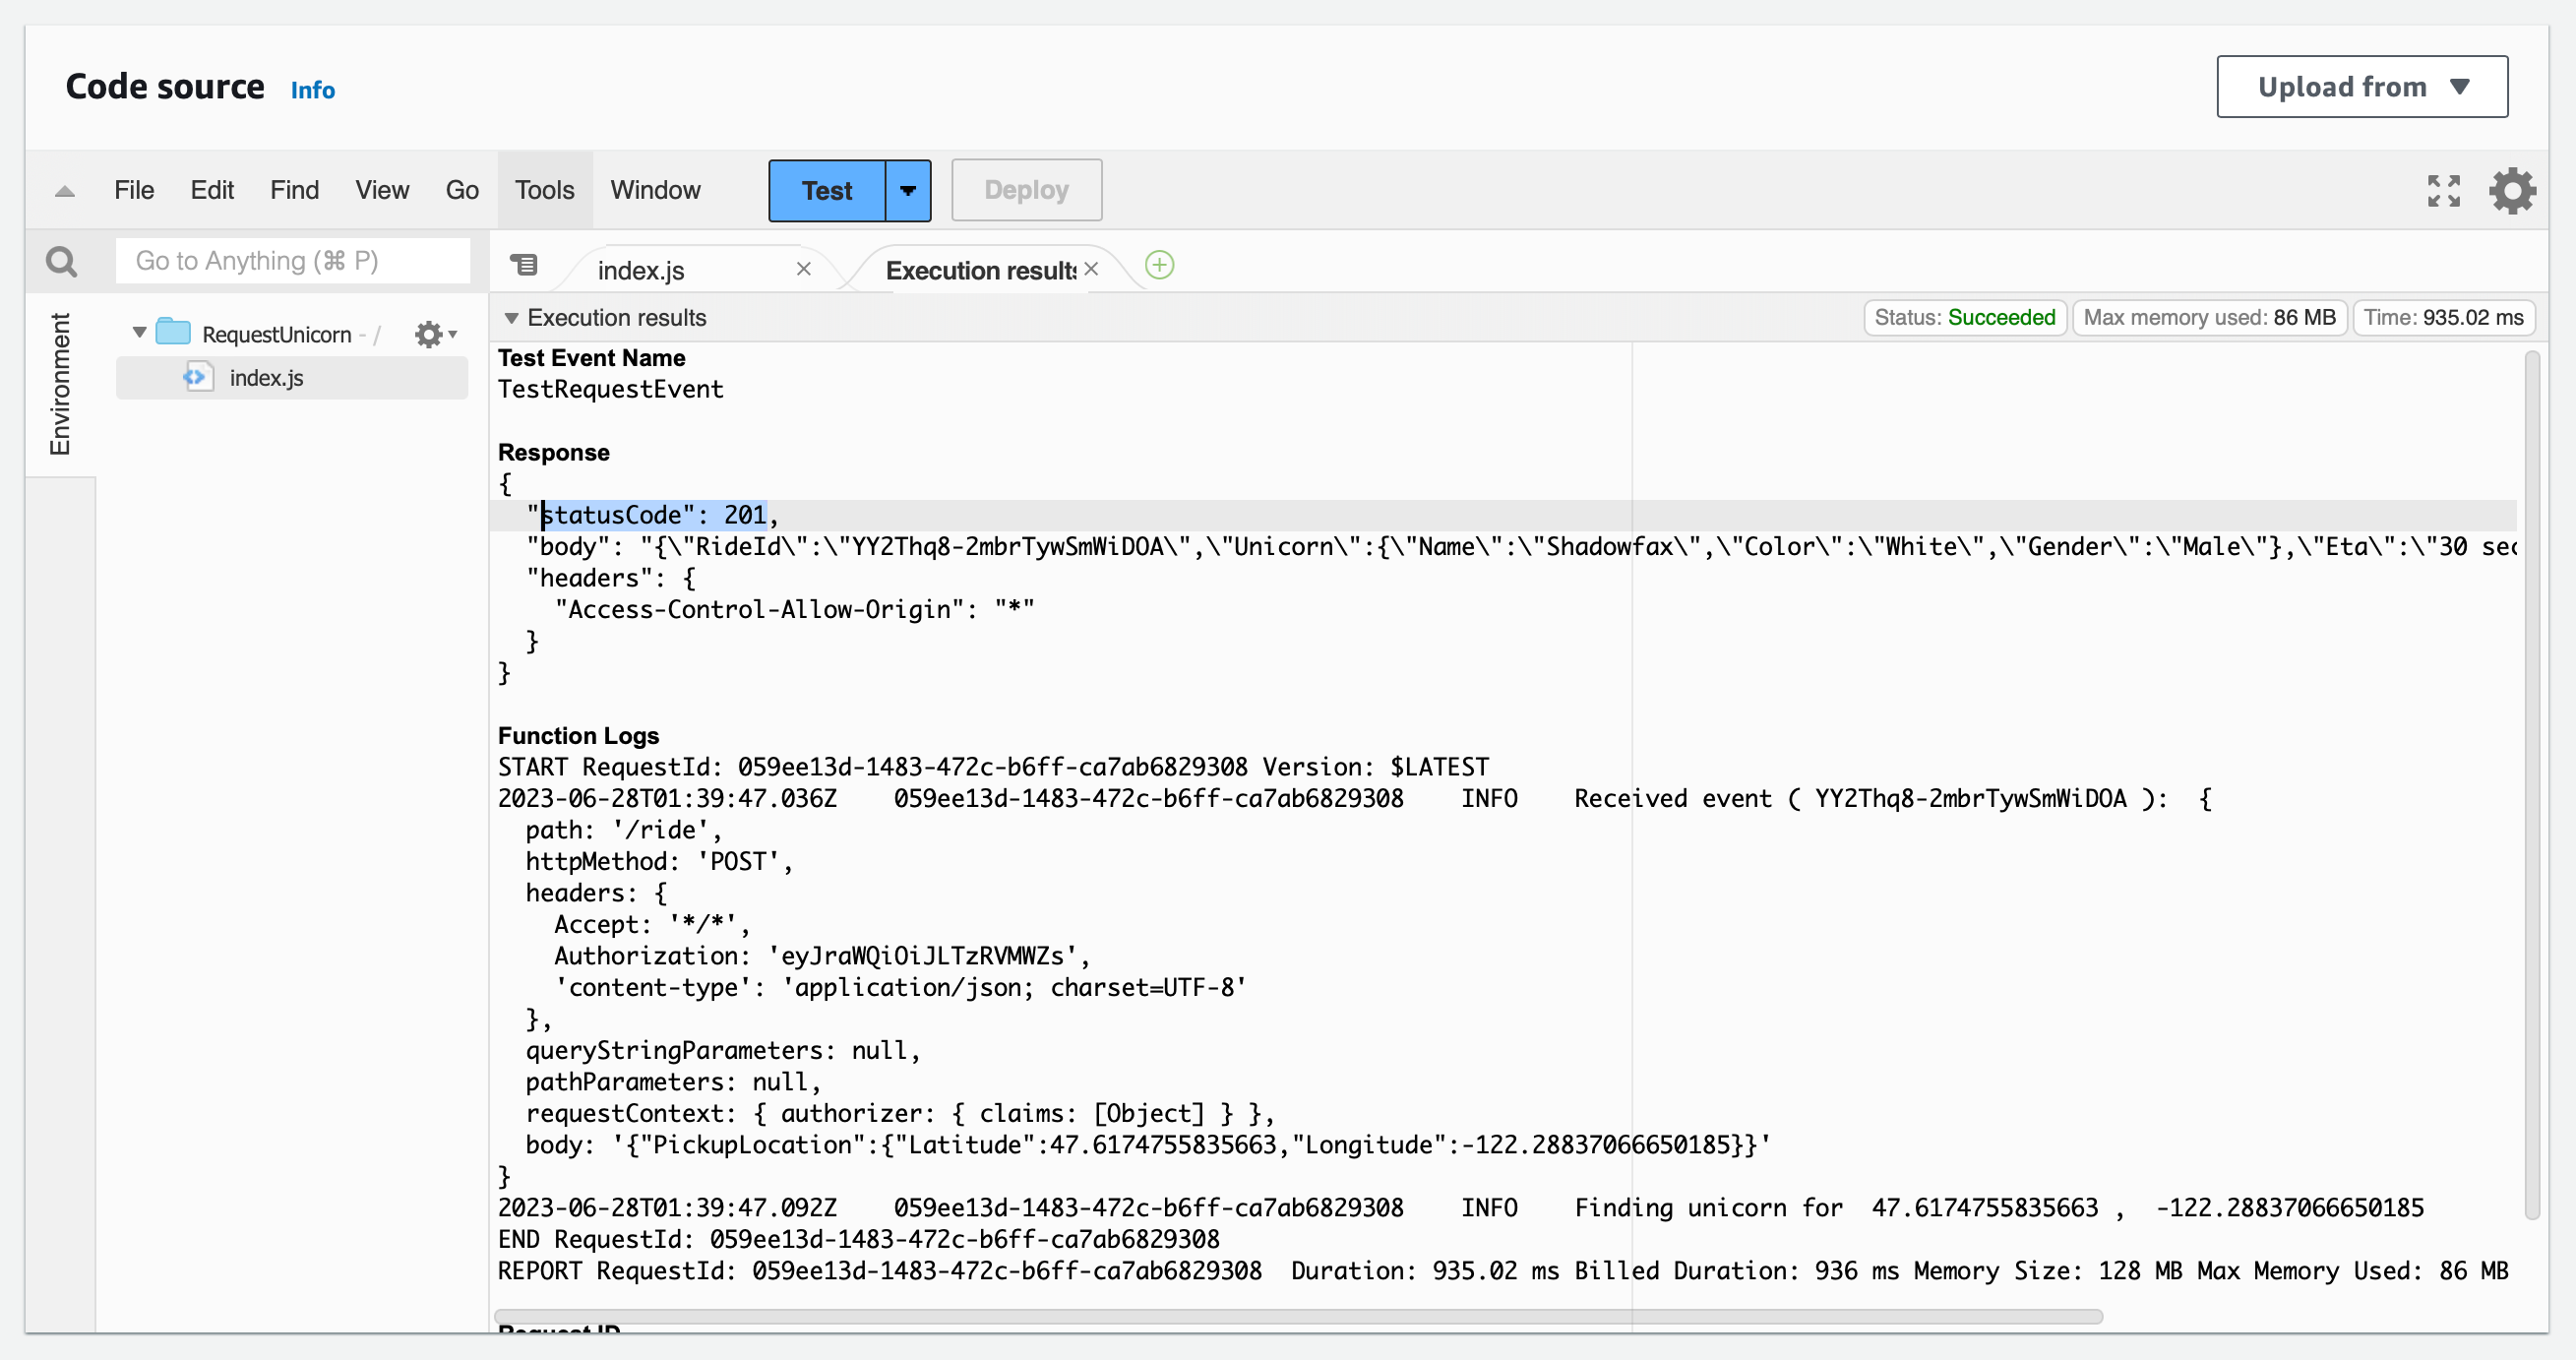 Code source Info
Upload from
File Edit Find View Go Tools Window Test Deploy
Go to Anything (⌘ P)
index.js
Execution results
Environment
RequestUnicorn - /
index.js
Execution results
Status: Succeeded
Max memory used: 86 MB
Time: 935.02 ms
Test Event Name
TestRequestEvent
Response
{
"statusCode": 201,
"body": "{\"RideId\":\"YY2Thq8-2mbrTywSmWiDOA\",\"Unicorn\":{\"Name\":\"Shadowfax\",\"Color\":\"White\",\"Gender\":\"Male\"},\"Eta\":\"30 sec
"headers": {
"Access-Control-Allow-Origin": "*"
}
}
Function Logs
START RequestId: 059ee13d-1483-472c-b6ff-ca7ab6829308 Version: $LATEST
2023-06-28T01:39:47.036Z 059ee13d-1483-472c-b6ff-ca7ab6829308 INFO Received event ( YY2Thq8-2mbrTywSmWiDOA ): {
path: '/ride',
httpMethod: 'POST',
headers: {
Accept: '*/*',
Authorization: 'eyJraWQiOiJLTzRVMWZs',
'content-type': 'application/json; charset=UTF-8'
},
queryStringParameters: null,
pathParameters: null,
requestContext: { authorizer: { claims: [Object] } },
body: '{"PickupLocation":{"Latitude":47.6174755835663,"Longitude":-122.28837066650185}}'
}
2023-06-28T01:39:47.092Z 059ee13d-1483-472c-b6ff-ca7ab6829308 INFO Finding unicorn for 47.6174755835663 , -122.28837066650185
END RequestId: 059ee13d-1483-472c-b6ff-ca7ab6829308
REPORT RequestId: 059ee13d-1483-472c-b6ff-ca7ab6829308 Duration: 935.02 ms Billed Duration: 936 ms Memory Size: 128 MB Max Memory Used: 86 MB
Request ID